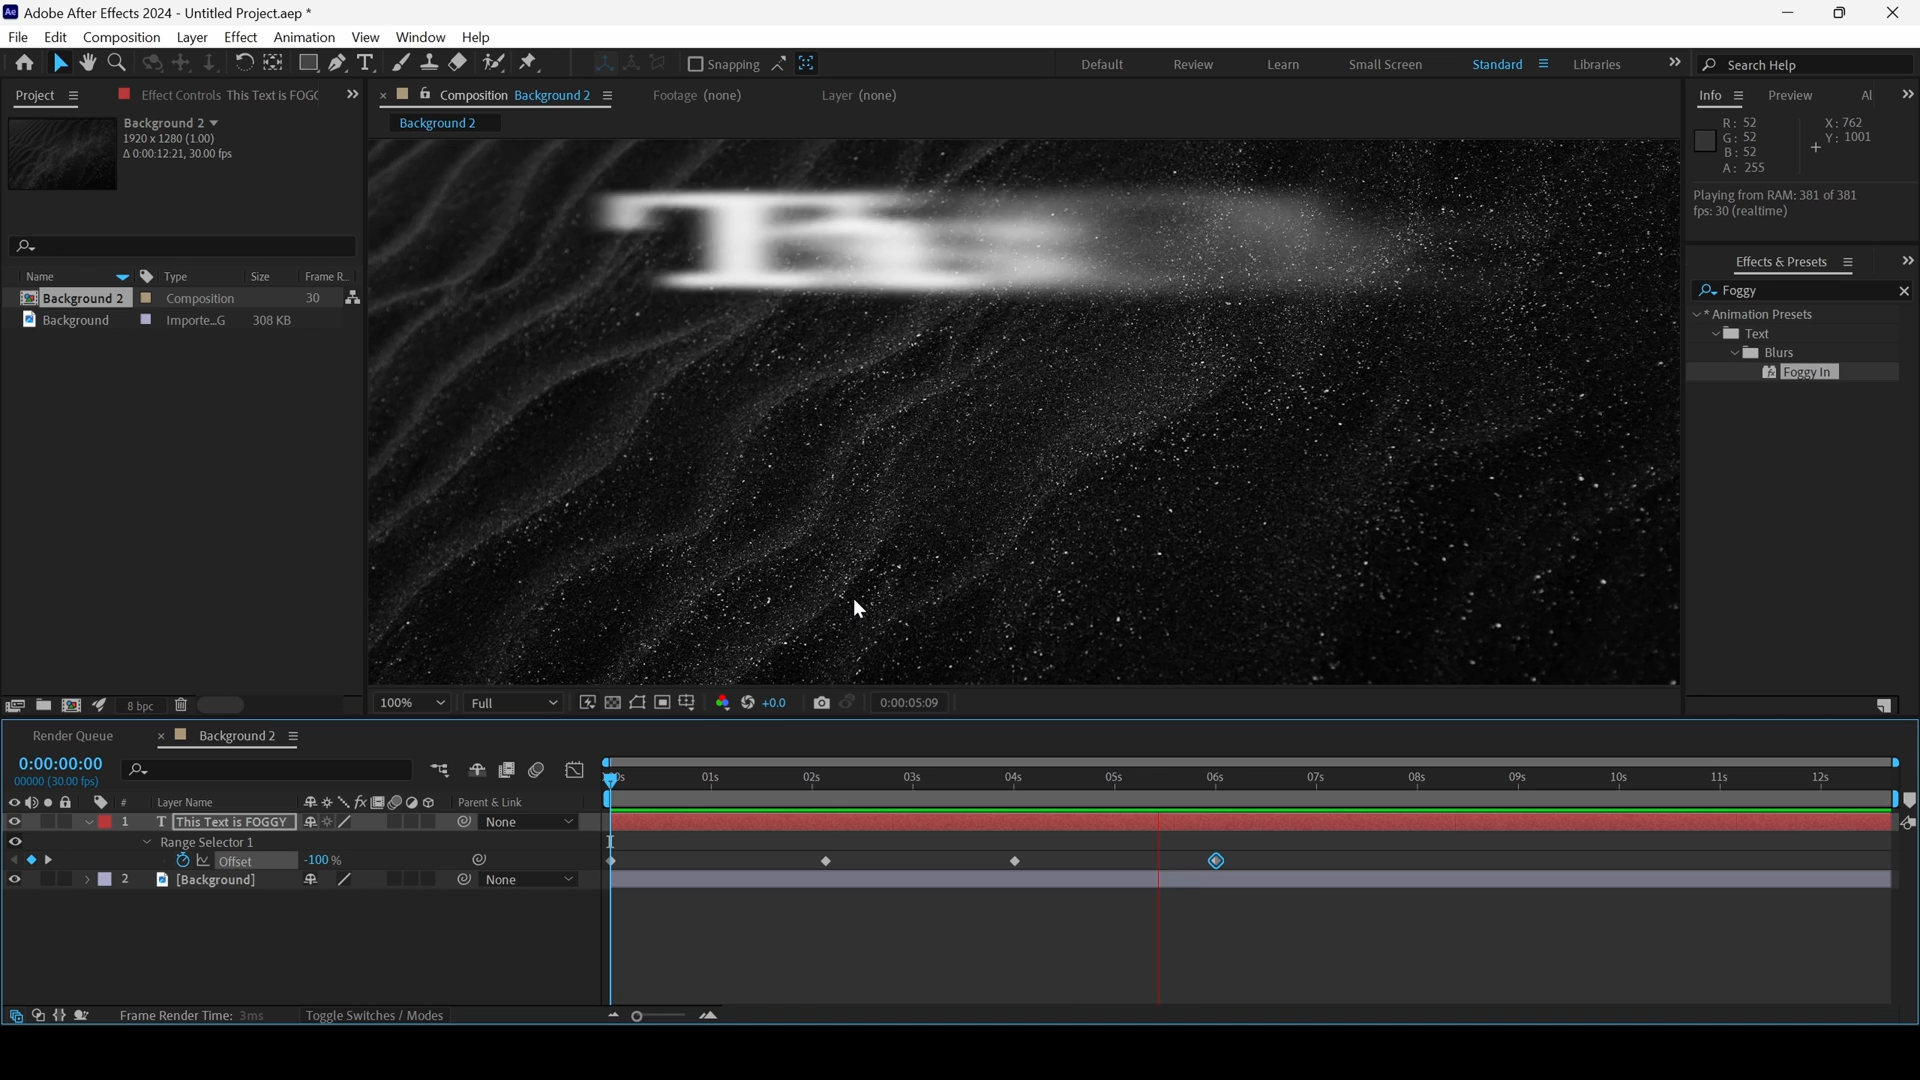 Ae Adobe After Effects 2024 - Untitled Project.aep *
File Edit Composition Layer Effect Animation View Window Help
Snapping
Default Review Learn Small Screen Standard Libraries Search Help
Project
Effect Controls This Text is FOGG
Composition Background 2
Footage (none)
Layer (none)
Info Preview Al
Background 2
1920 x 1280 (1.00)
Δ 0:00:12:21, 30.00 fps
Background 2
R: 52
G: 52
B: 52
A: 255
X: 762
Y: 1001
Playing from RAM: 381 of 381
fps: 30 (realtime)
Effects & Presets
Foggy
* Animation Presets
Text
Blurs
Foggy In
Name Type Size Frame R...
Background 2 Composition 30
Background Importe...G 308 KB
8 bpc
100% Full +0.0 0:00:05:09
Render Queue
Background 2
0:00:00:00
00000 (30.00 fps)
01s 02s 03s 04s 05s 06s 07s 08s 09s 10s 11s 12s
# Layer Name Parent & Link
1 T This Text is FOGGY None
Range Selector 1
Offset -100 %
2 [Background] None
Frame Render Time: 3ms Toggle Switches / Modes